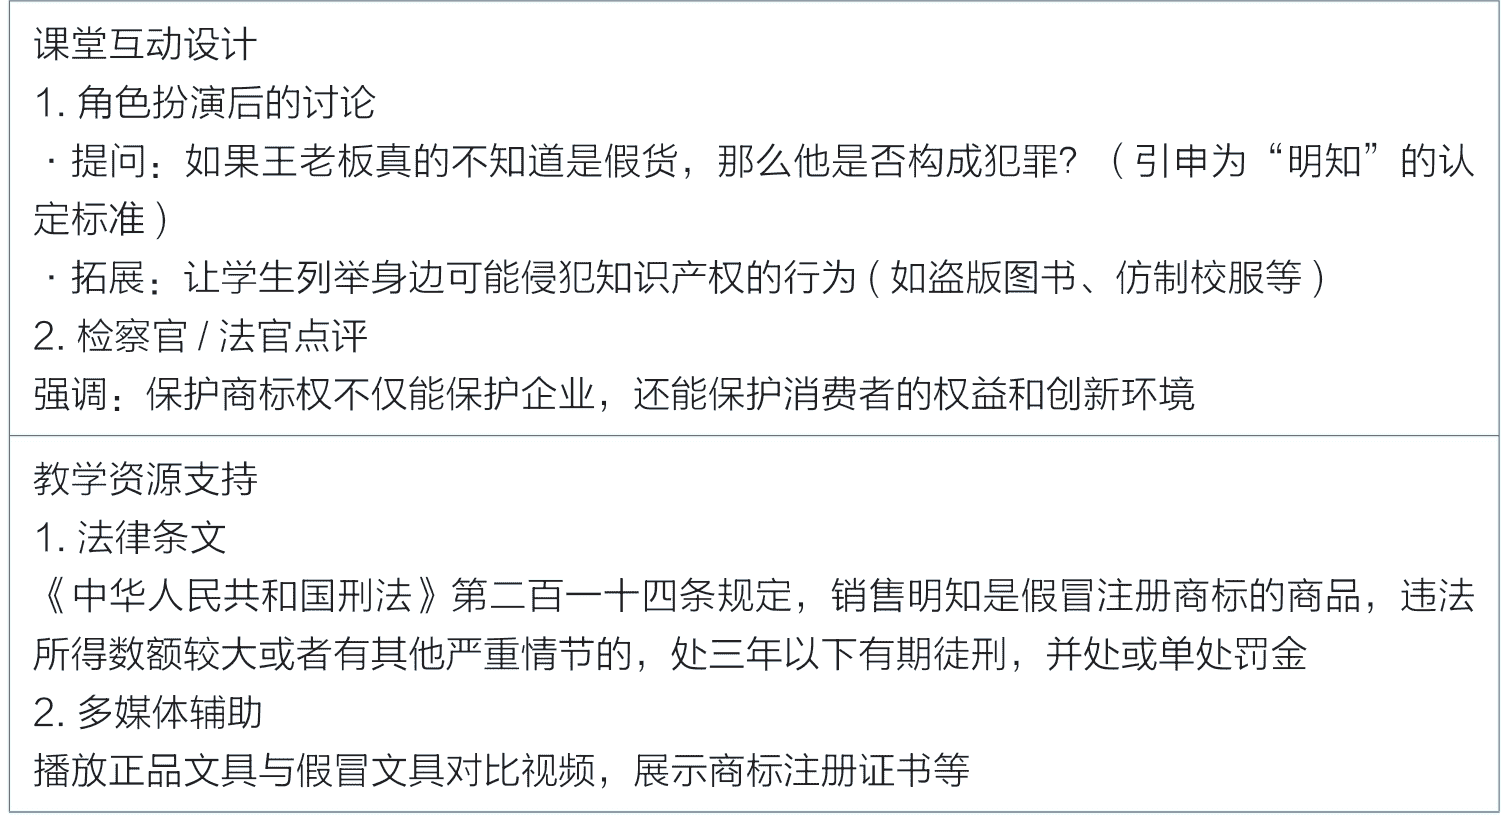 课堂互动设计
1. 角色扮演后的讨论
·提问：如果王老板真的不知道是假货，那么他是否构成犯罪？（引申为“明知”的认
定标准）
·拓展：让学生列举身边可能侵犯知识产权的行为（如盗版图书、仿制校服等）
2. 检察官 / 法官点评
强调：保护商标权不仅能保护企业，还能保护消费者的权益和创新环境
教学资源支持
1. 法律条文
《中华人民共和国刑法》第二百一十四条规定，销售明知是假冒注册商标的商品，违法
所得数额较大或者有其他严重情节的，处三年以下有期徒刑，并处或单处罚金
2. 多媒体辅助
播放正品文具与假冒文具对比视频，展示商标注册证书等